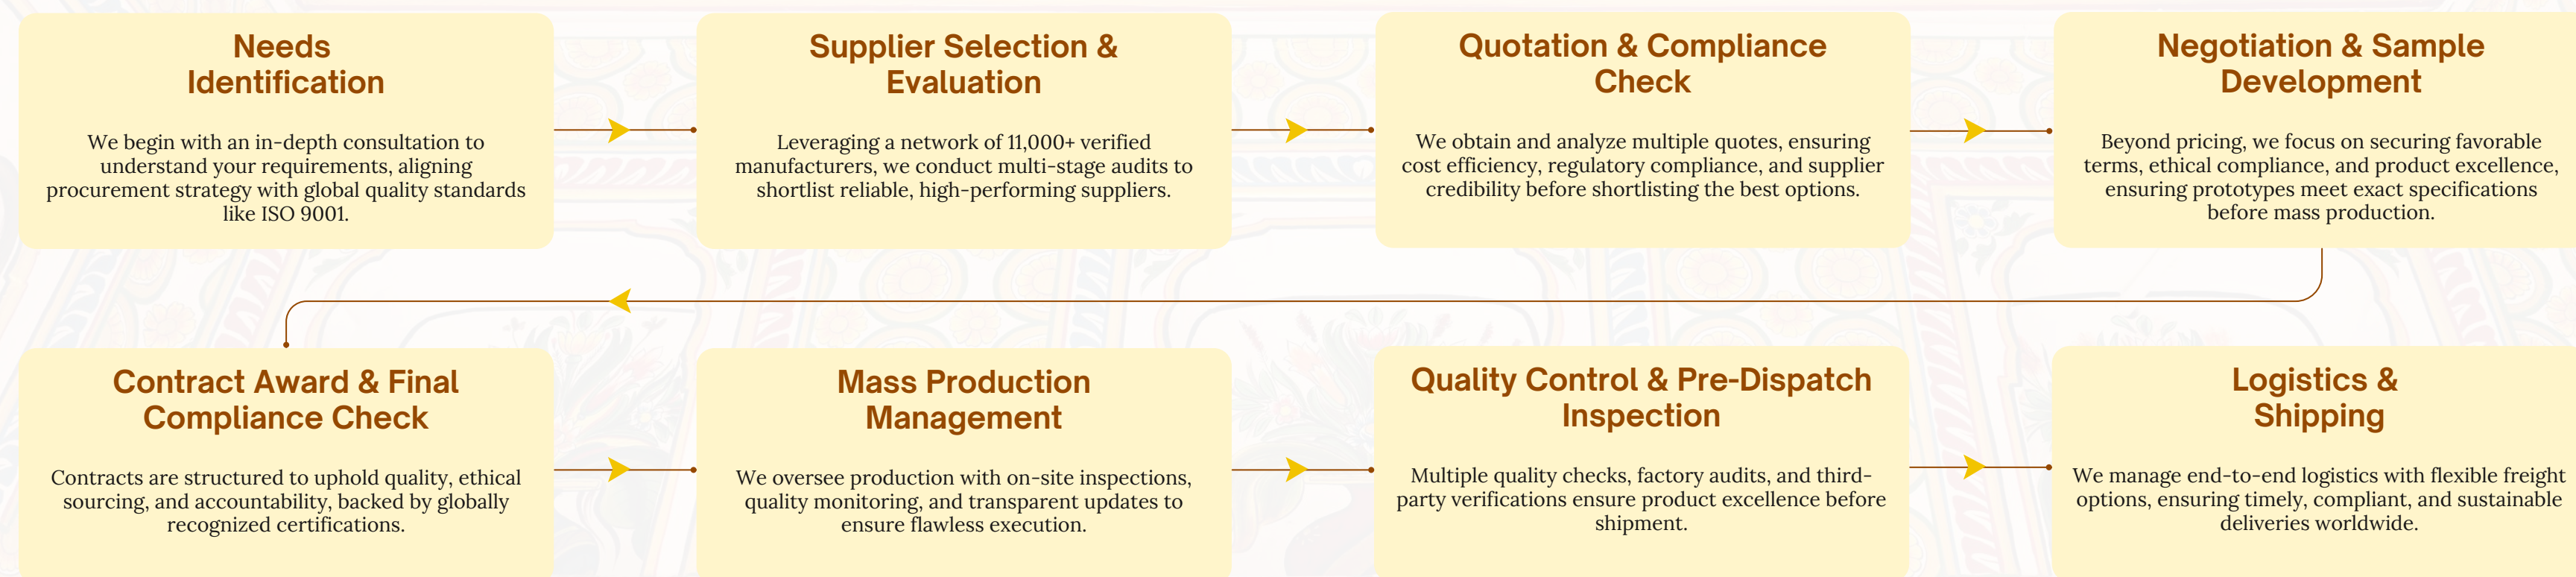 Needs
Identification
We begin with an in-depth consultation to
understand your requirements, aligning
procurement strategy with global quality standards
like ISO 9001.
Supplier Selection &
Evaluation
Leveraging a network of 11,000+ verified
manufacturers, we conduct multi-stage audits to
shortlist reliable, high-performing suppliers.
Quotation & Compliance
Check
We obtain and analyze multiple quotes, ensuring
cost efficiency, regulatory compliance, and supplier
credibility before shortlisting the best options.
Negotiation & Sample
Development
Beyond pricing, we focus on securing favorable
terms, ethical compliance, and product excellence,
ensuring prototypes meet exact specifications
before mass production.
Contract Award & Final
Compliance Check
Contracts are structured to uphold quality, ethical
sourcing, and accountability, backed by globally
recognized certifications.
Mass Production
Management
We oversee production with on-site inspections,
quality monitoring, and transparent updates to
ensure flawless execution.
Quality Control & Pre-Dispatch
Inspection
Multiple quality checks, factory audits, and third-
party verifications ensure product excellence before
shipment.
Logistics &
Shipping
We manage end-to-end logistics with flexible freight
options, ensuring timely, compliant, and sustainable
deliveries worldwide.